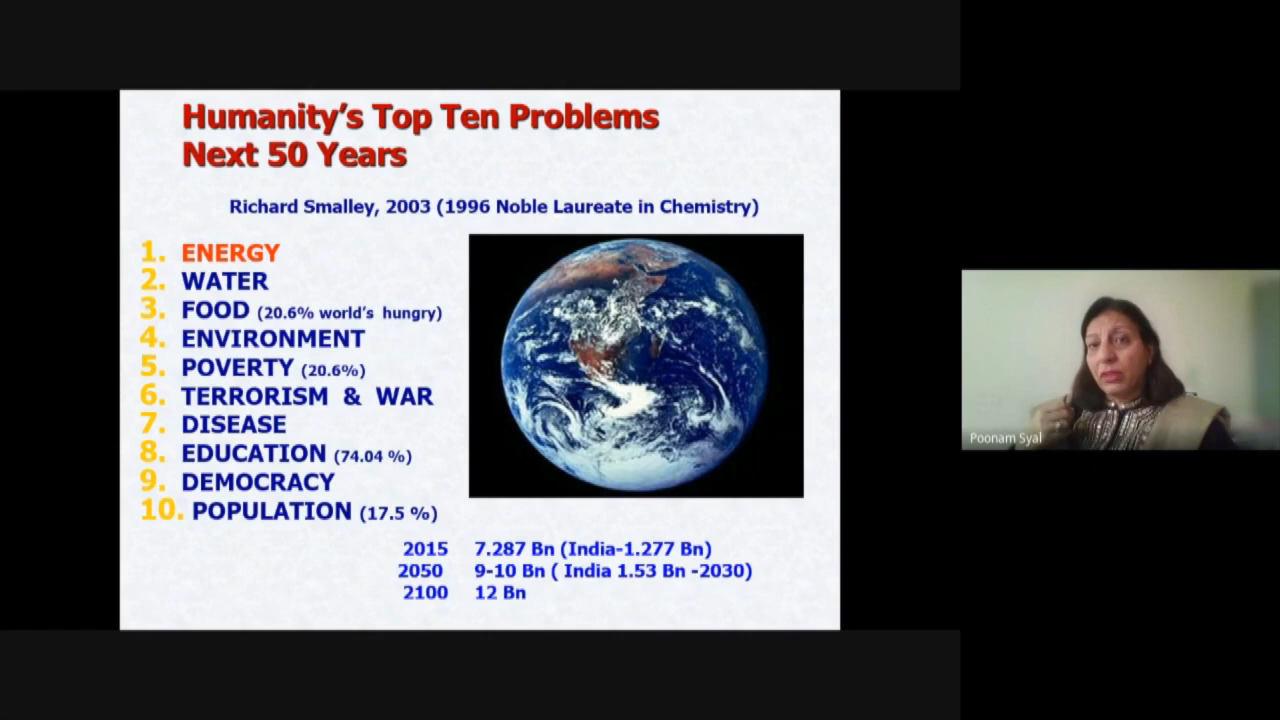 Humanity's Top Ten Problems
Next 50 Years
Richard Smalley, 2003 (1996 Noble Laureate in Chemistry)
1. ENERGY
2. WATER
3. FOOD (20.6% world's hungry)
4. ENVIRONMENT
5. POVERTY (20.6%)
6. TERRORISM & WAR
7. DISEASE
8. EDUCATION (74.04 %)
9. DEMOCRACY
10. POPULATION (17.5 %)
2015 7.287 Bn (India-1.277 Bn)
2050 9-10 Bn ( India 1.53 Bn -2030)
2100 12 Bn
Poonam Syal